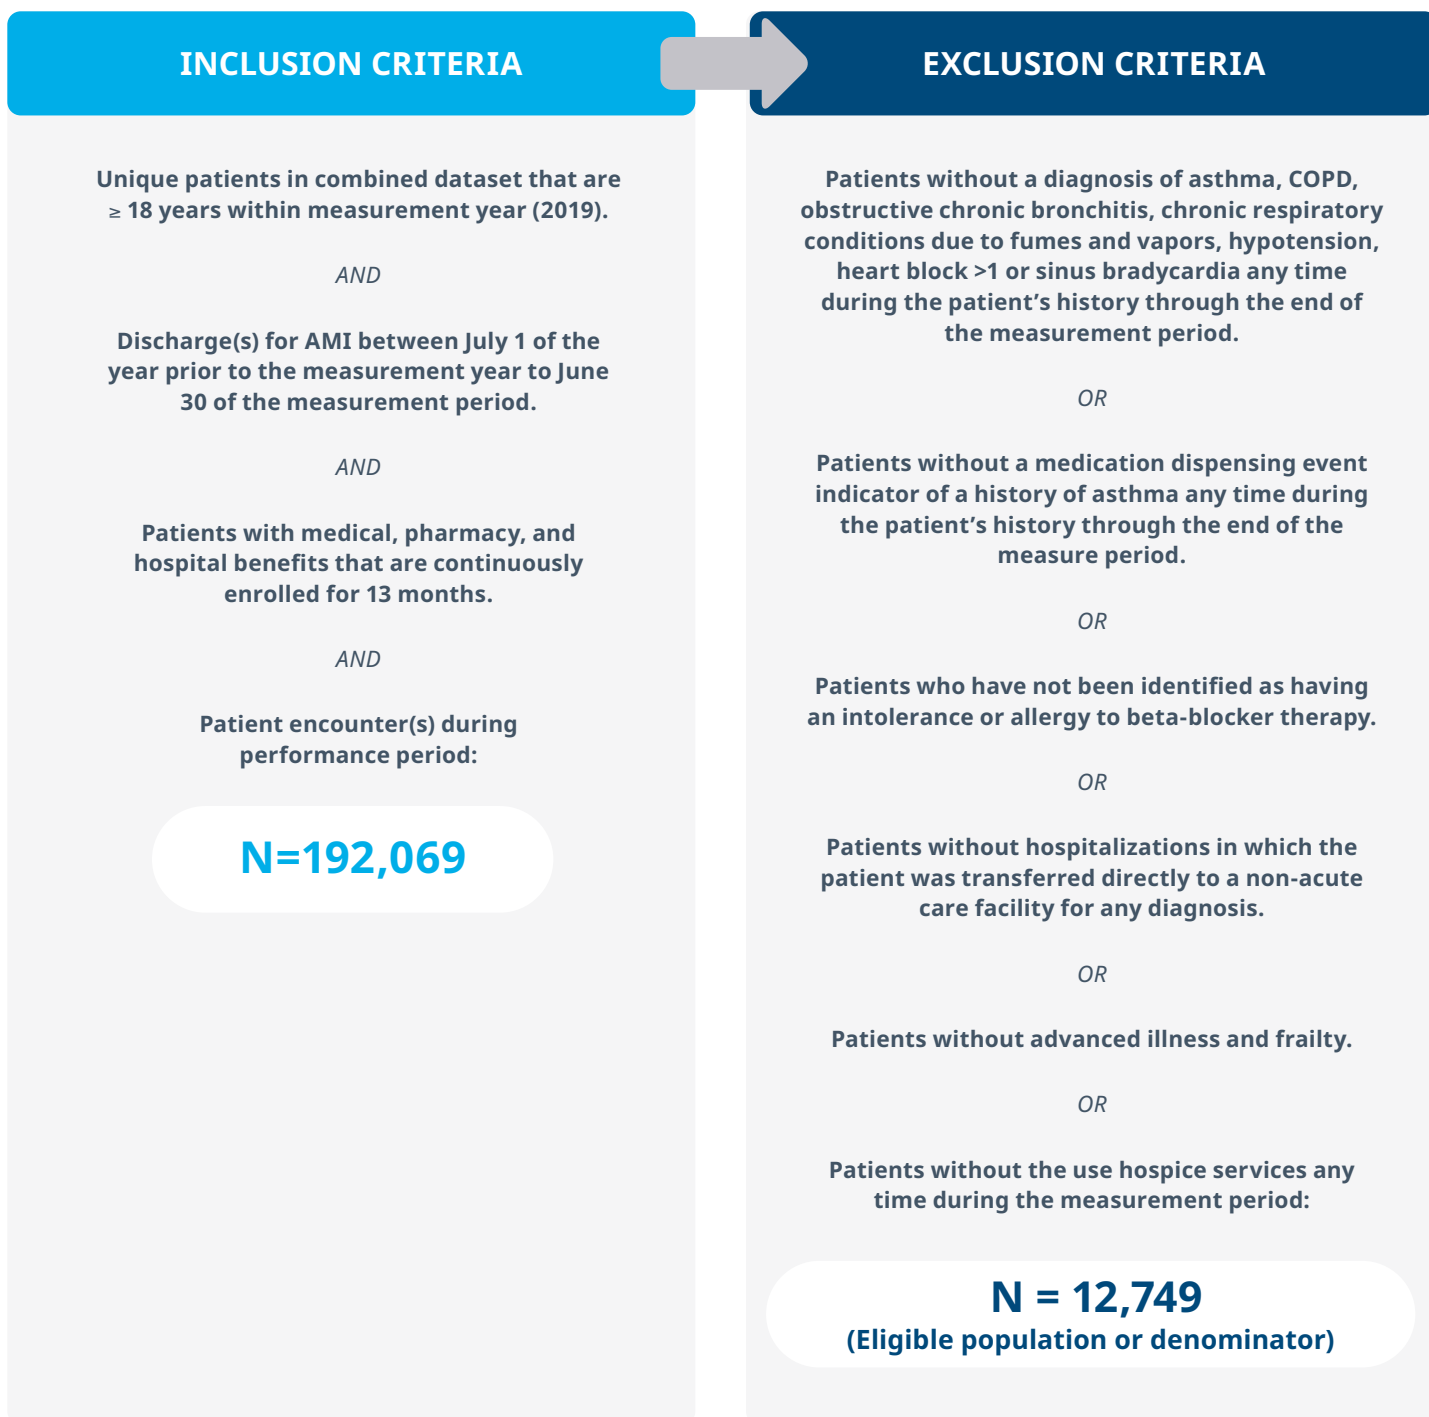 INCLUSION CRITERIA
Unique patients in combined dataset that are
≥ 18 years within measurement year (2019).
AND
Discharge(s) for AMI between July 1 of the
year prior to the measurement year to June
30 of the measurement period.
AND
Patients with medical, pharmacy, and
hospital benefits that are continuously
enrolled for 13 months.
AND
Patient encounter(s) during
performance period:
N=192,069
EXCLUSION CRITERIA
Patients without a diagnosis of asthma, COPD,
obstructive chronic bronchitis, chronic respiratory
conditions due to fumes and vapors, hypotension,
heart block >1 or sinus bradycardia any time
during the patient’s history through the end of
the measurement period.
OR
Patients without a medication dispensing event
indicator of a history of asthma any time during
the patient’s history through the end of the
measure period.
OR
Patients who have not been identified as having
an intolerance or allergy to beta-blocker therapy.
OR
Patients without hospitalizations in which the
patient was transferred directly to a non-acute
care facility for any diagnosis.
OR
Patients without advanced illness and frailty.
OR
Patients without the use hospice services any
time during the measurement period:
N = 12,749
(Eligible population or denominator)